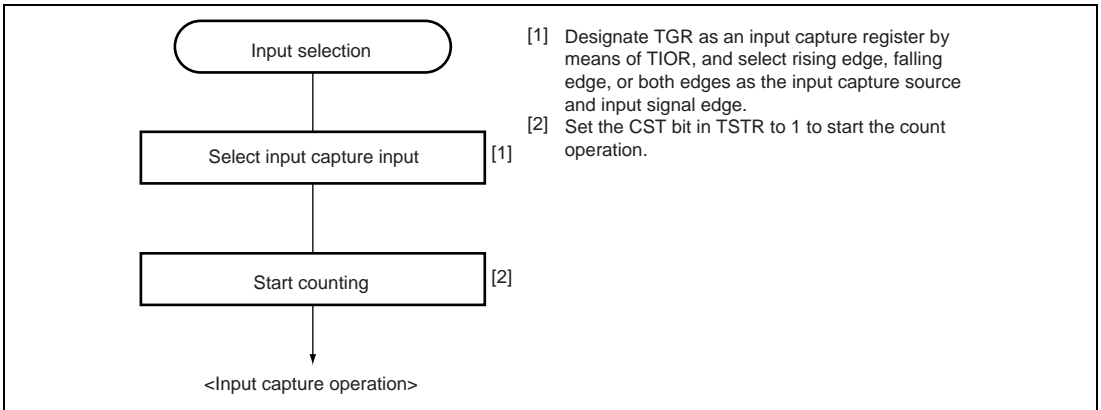 Input selection
Select input capture input
[1]
Start counting
[2]
<Input capture operation>
[1] Designate TGR as an input capture register by
means of TIOR, and select rising edge, falling
edge, or both edges as the input capture source
and input signal edge.
[2] Set the CST bit in TSTR to 1 to start the count
operation.